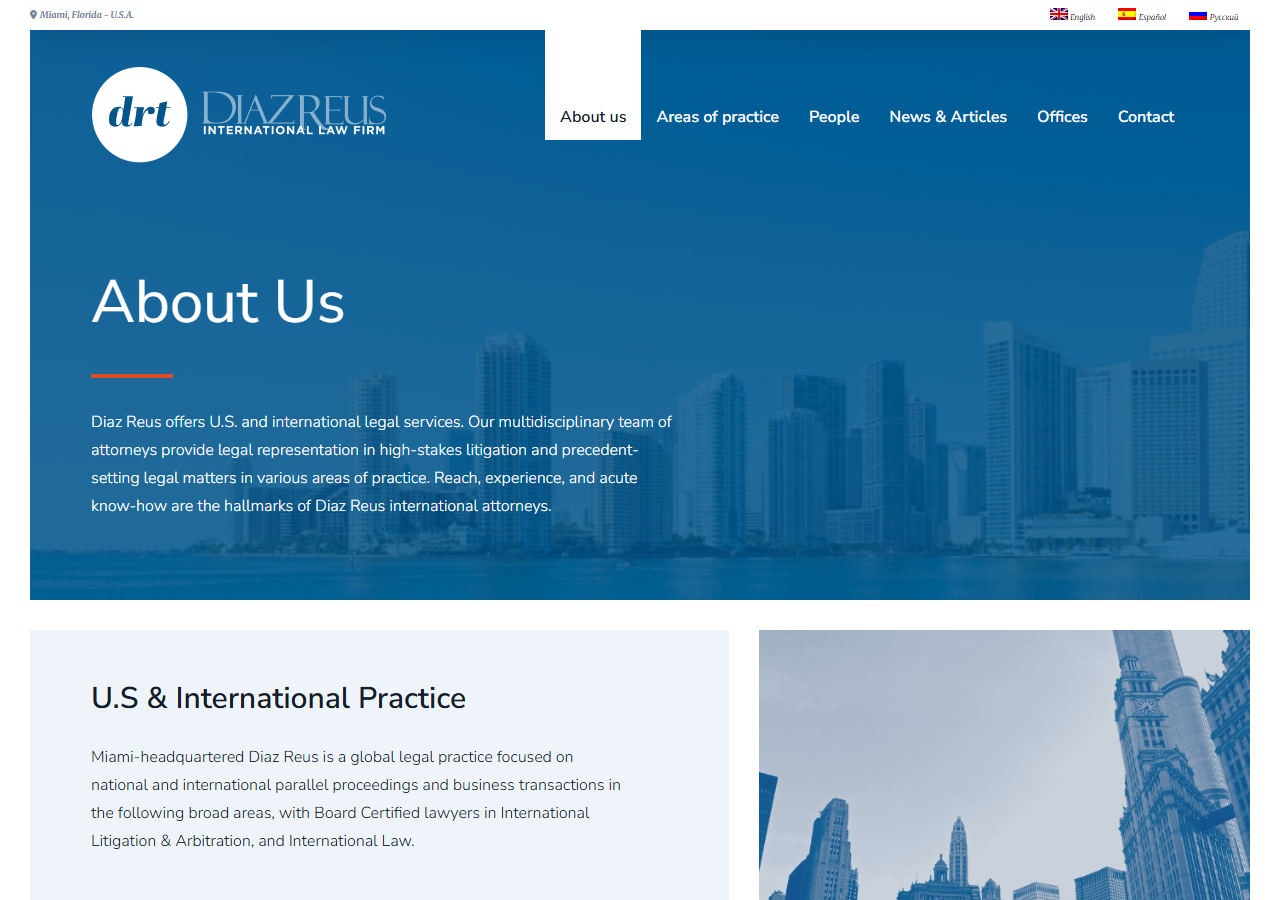 Miami, Florida - U.S.A.
English Español Русский
drt DIAZREUS
INTERNATIONAL LAW FIRM
About us Areas of practice People News & Articles Offices Contact
About Us
Diaz Reus offers U.S. and international legal services. Our multidisciplinary team of
attorneys provide legal representation in high-stakes litigation and precedent-
setting legal matters in various areas of practice. Reach, experience, and acute
know-how are the hallmarks of Diaz Reus international attorneys.
U.S & International Practice
Miami-headquartered Diaz Reus is a global legal practice focused on
national and international parallel proceedings and business transactions in
the following broad areas, with Board Certified lawyers in International
Litigation & Arbitration, and International Law.